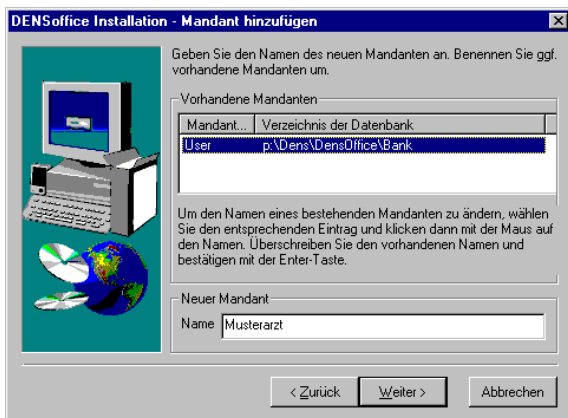 DENSoffice Installation - Mandant hinzufügen
Geben Sie den Namen des neuen Mandanten an. Benennen Sie ggf.
vorhandene Mandanten um.
Vorhandene Mandanten
Mandant... Verzeichnis der Datenbank
User p:\Dens\DensOffice\Bank
Um den Namen eines bestehenden Mandanten zu ändern, wählen
Sie den entsprechenden Eintrag und klicken dann mit der Maus auf
den Namen. Überschreiben Sie den vorhandenen Namen und
bestätigen mit der Enter-Taste.
Neuer Mandant
Name Musterarzt
< Zurück Weiter > Abbrechen